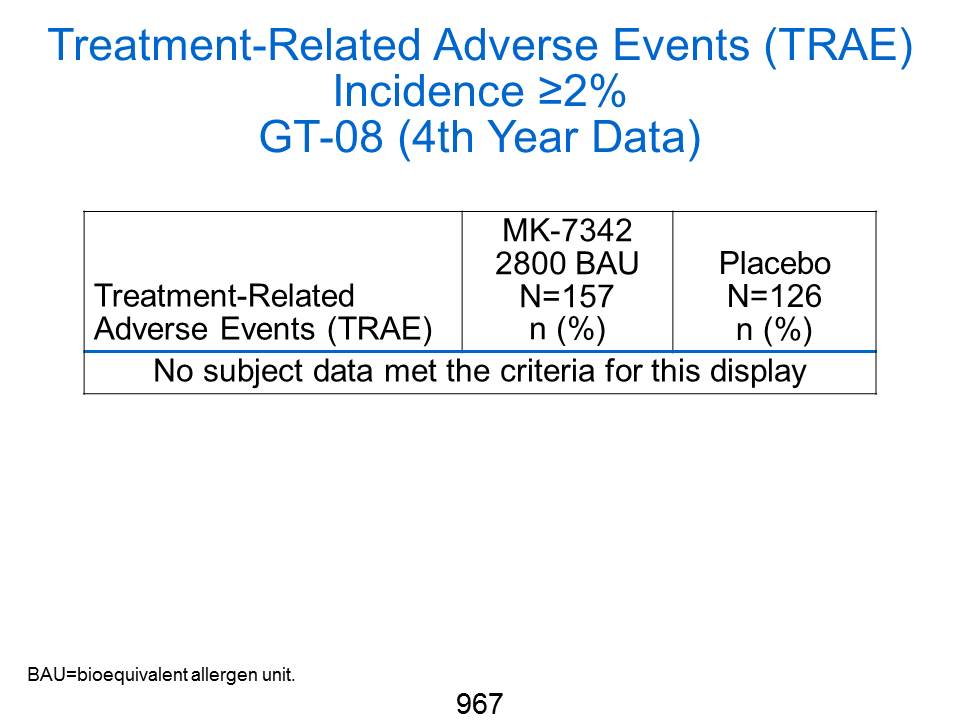 Treatment-Related Adverse Events (TRAE)
Incidence ≥2%
GT-08 (4th Year Data)
Treatment-Related
Adverse Events (TRAE)
MK-7342
2800 BAU
N=157
n (%)
Placebo
N=126
n (%)
No subject data met the criteria for this display
BAU=bioequivalent allergen unit.
967